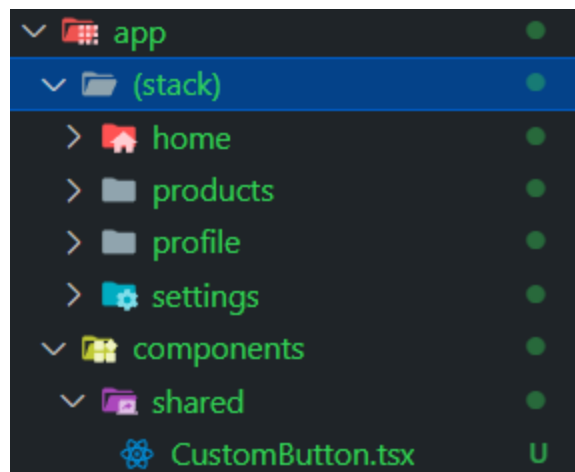 app
(stack)
home
products
profile
settings
components
shared
CustomButton.tsx U